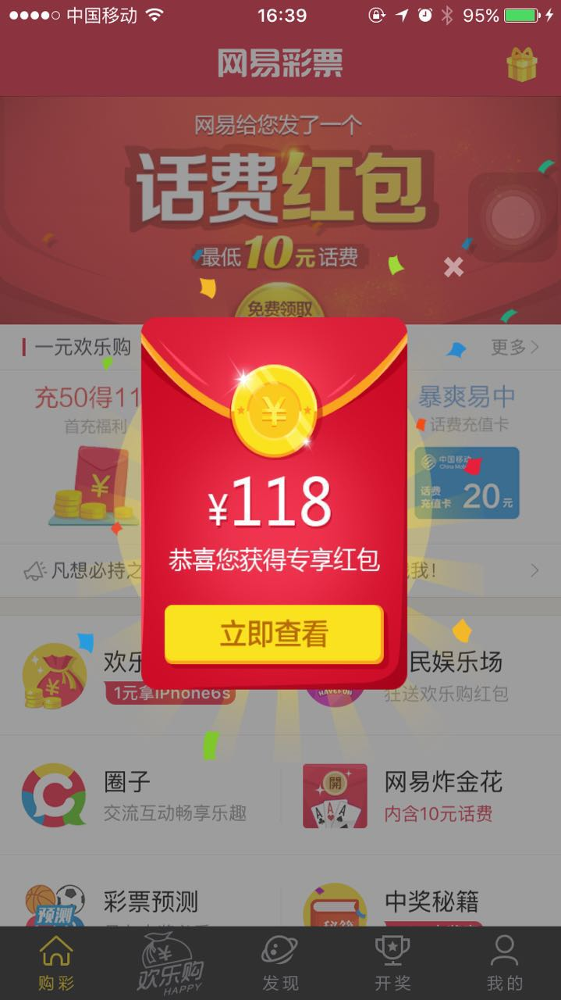 中国移动
16:39
95%
网易彩票
网易给您发了一个
话费红包
最低10元话费
免费领取
一元欢乐购
更多
充50得11
首充福利
暴爽易中
话费充值卡
中国移动
China Mobile
话费
充值卡
20元
¥118
恭喜您获得专享红包
立即查看
凡想必持之
我!
欢乐
1元拿iPhone6s
民娱乐场
狂送欢乐购红包
HAVEFUN
圈子
交流互动畅享乐趣
開
A A A
网易炸金花
内含10元话费
预测
彩票预测
秘籍
中奖秘籍
购彩
欢乐购
HAPPY
发现
开奖
我的